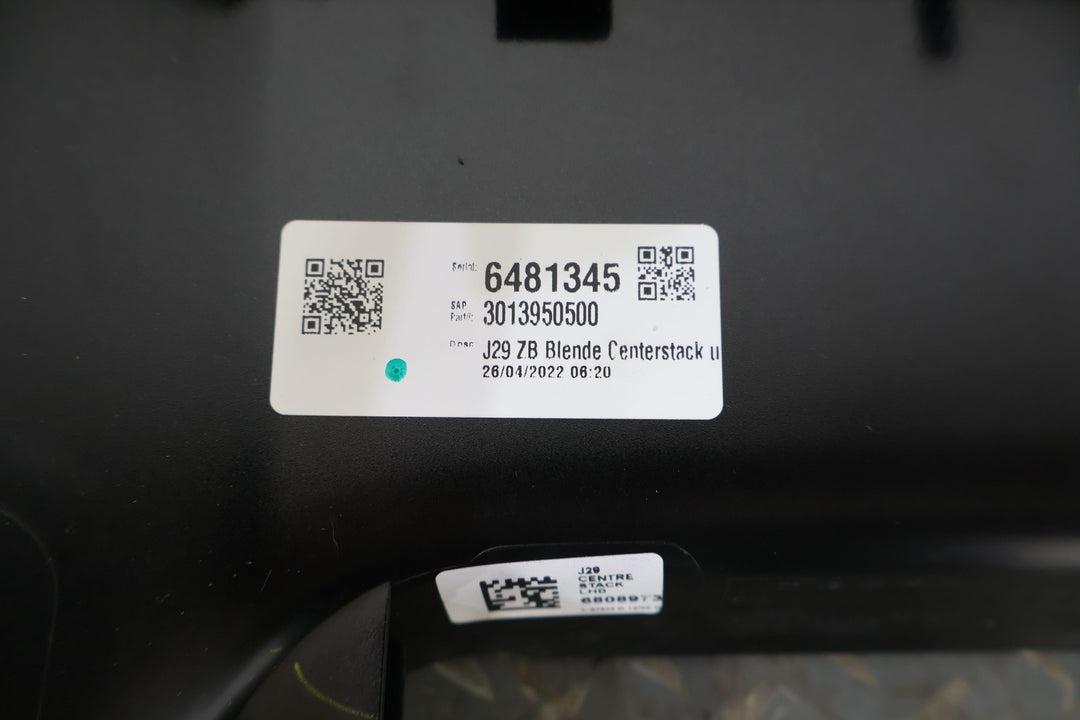 Serial: 6481345
SAP Part#: 3013950500
Desc: J29 ZB Blende Centerstack u
26/04/2022 06:20
J29
CENTRE
STACK
LHD
6808973